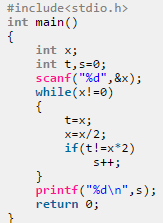 #include<stdio.h>
int main()
{
    int x;
    int t,s=0;
    scanf("%d",&x);
    while(x!=0)
    {
        t=x;
        x=x/2;
        if(t!=x*2)
            s++;
    }
    printf("%d\n",s);
    return 0;
}